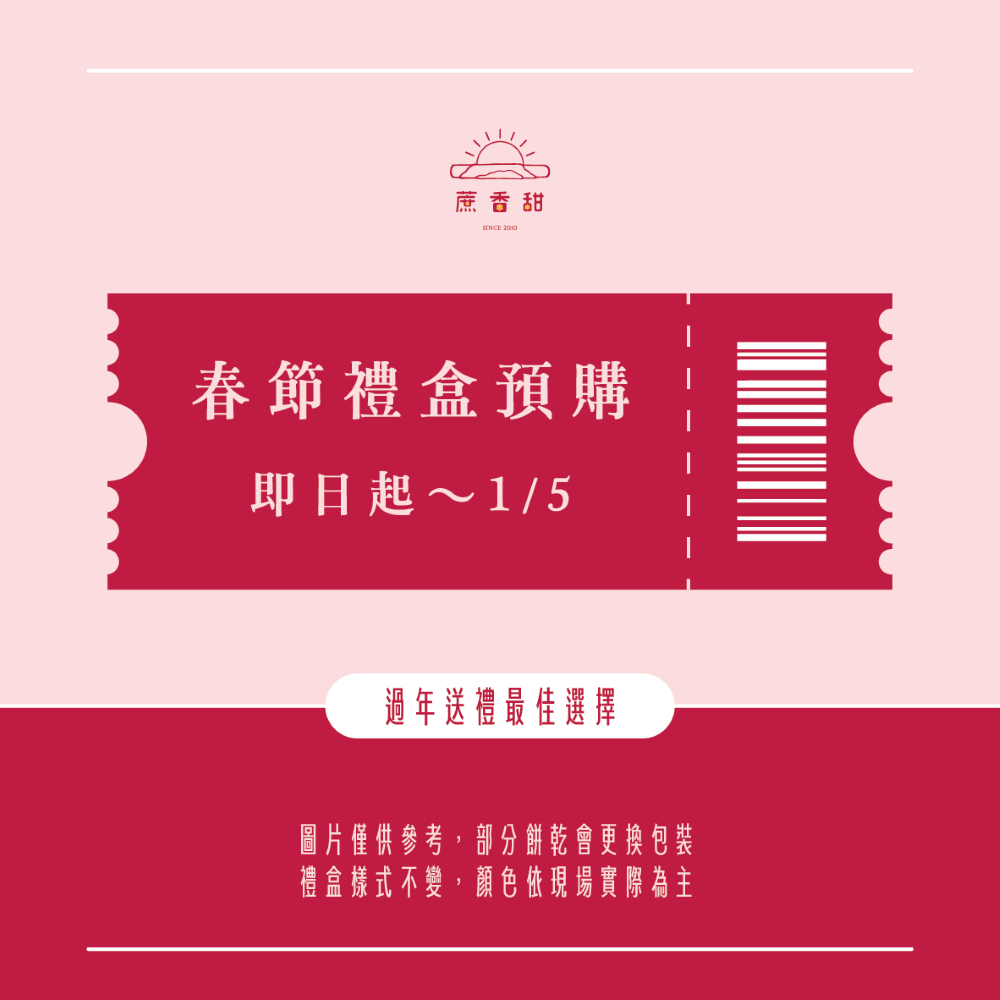 蔗香甜
SINCE 2010
春節禮盒預購
即日起～1/5
過年送禮最佳選擇
圖片僅供參考，部分餅乾會更換包裝
禮盒樣式不變，顏色依現場實際為主